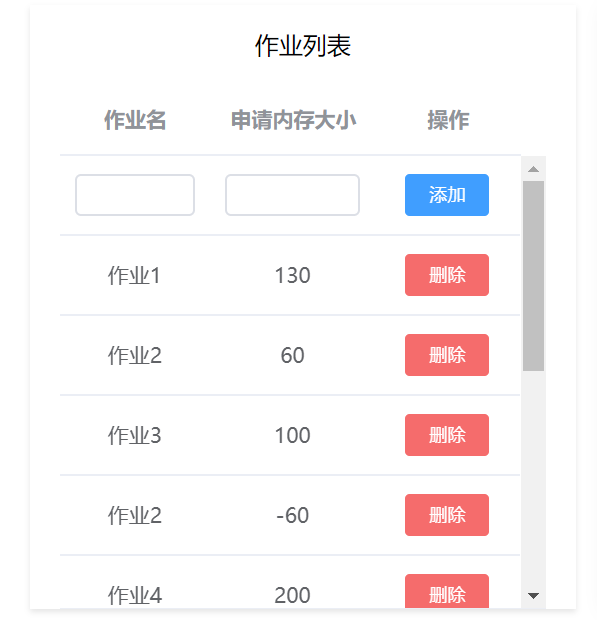 作业列表
作业名 申请内存大小 操作
添加
作业1 130 删除
作业2 60 删除
作业3 100 删除
作业2 -60 删除
作业4 200 删除